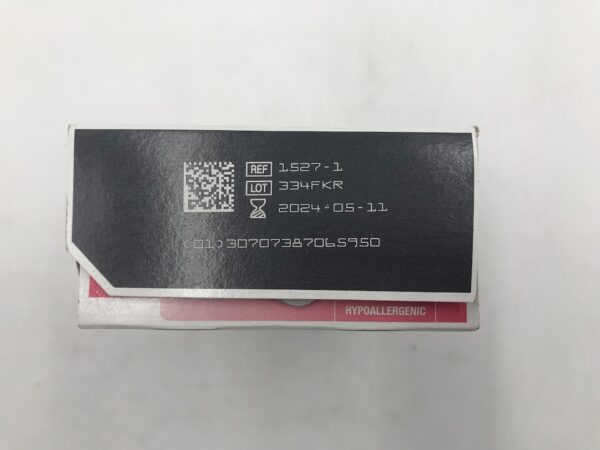 REF 1527-1
LOT 334FKR
2024-05-11
(01)30707387065950
HYPOALLERGENIC